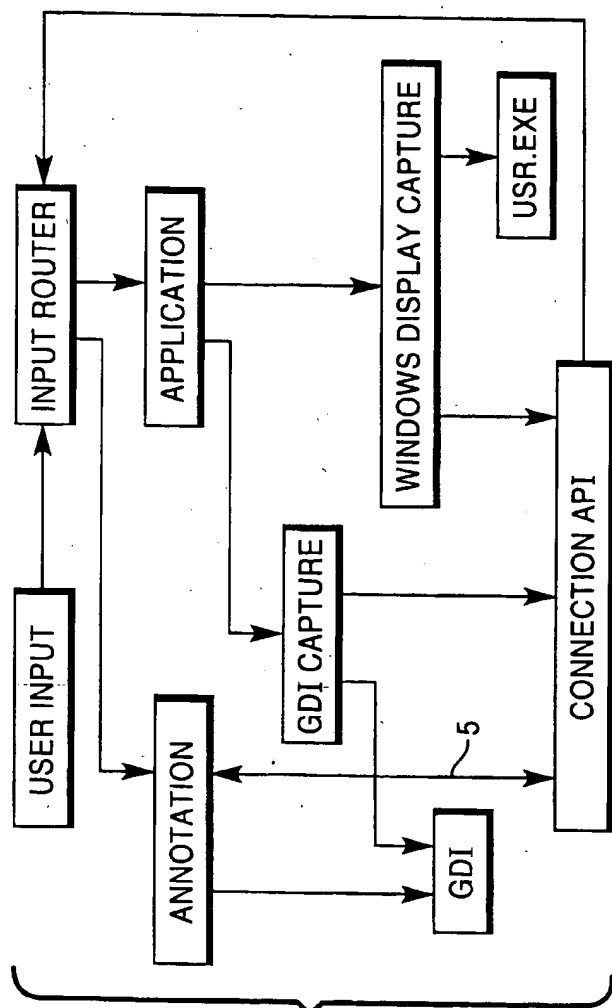 USER INPUT
INPUT ROUTER
ANNOTATION
APPLICATION
GDI CAPTURE
WINDOWS DISPLAY CAPTURE
GDI
5
USR.EXE
CONNECTION API